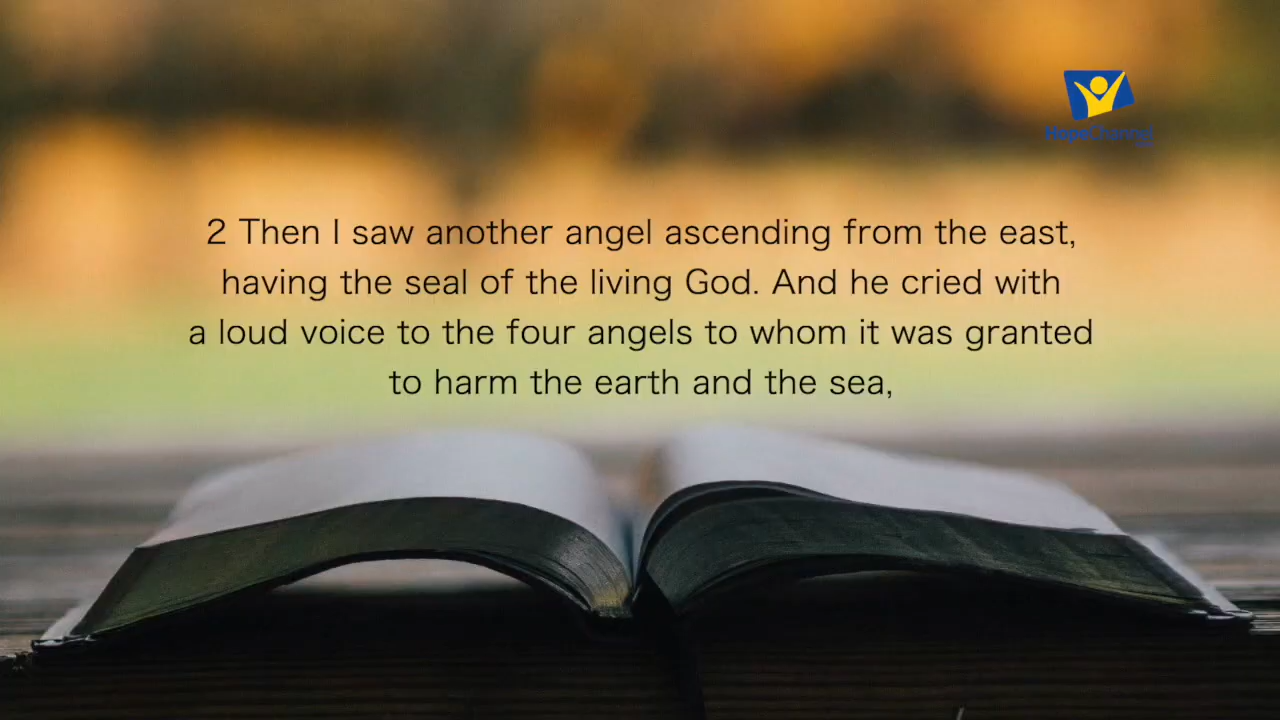 HopeChannel
2 Then I saw another angel ascending from the east,
having the seal of the living God. And he cried with
a loud voice to the four angels to whom it was granted
to harm the earth and the sea,